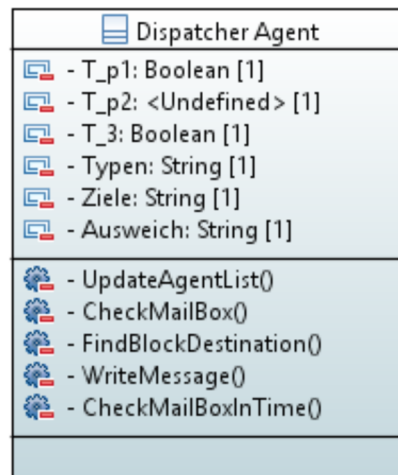 Dispatcher Agent
- T_p1: Boolean [1]
- T_p2: <Undefined> [1]
- T_3: Boolean [1]
- Typen: String [1]
- Ziele: String [1]
- Ausweich: String [1]
- UpdateAgentList()
- CheckMailBox()
- FindBlockDestination()
- WriteMessage()
- CheckMailBoxInTime()